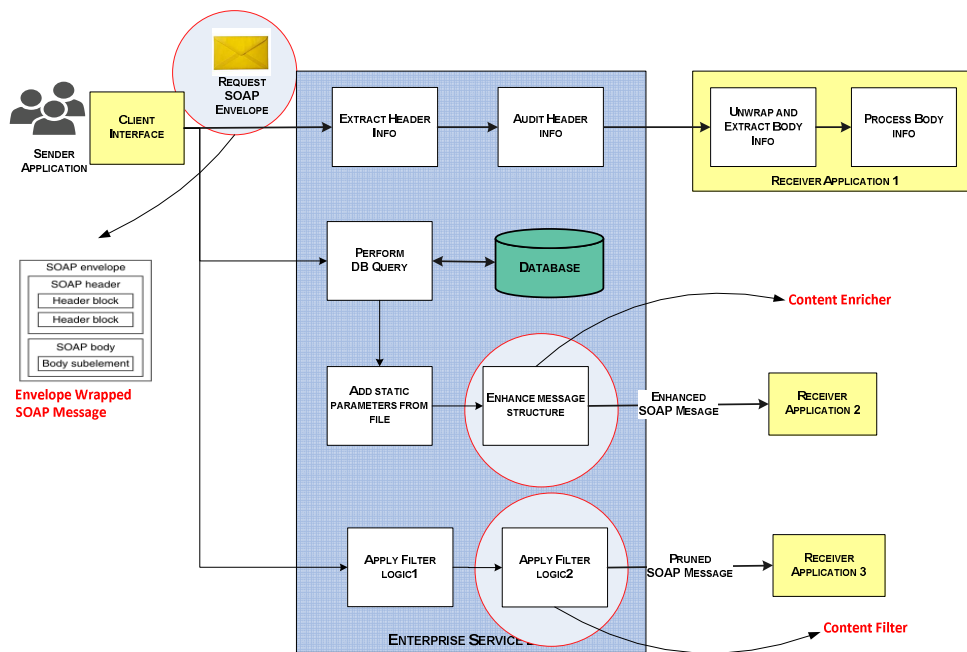 REQUEST
SOAP
ENVELOPE
CLIENT
INTERFACE
SENDER
APPLICATION
EXTRACT HEADER
INFO
AUDIT HEADER
INFO
UNWRAP AND
EXTRACT BODY
INFO
PROCESS BODY
INFO
RECEIVER APPLICATION 1
PERFORM
DB QUERY
DATABASE
SOAP envelope
SOAP header
Header block
Header block
SOAP body
Body subelement
Envelope Wrapped
SOAP Message
Content Enricher
ADD STATIC
PARAMETERS FROM
FILE
ENHANCE MESSAGE
STRUCTURE
ENHANCED
SOAP MESAGE
RECEIVER
APPLICATION 2
APPLY FILTER
LOGIC1
APPLY FILTER
LOGIC2
PRUNED
SOAP MESSAGE
RECEIVER
APPLICATION 3
Content Filter
ENTERPRISE SERVICE